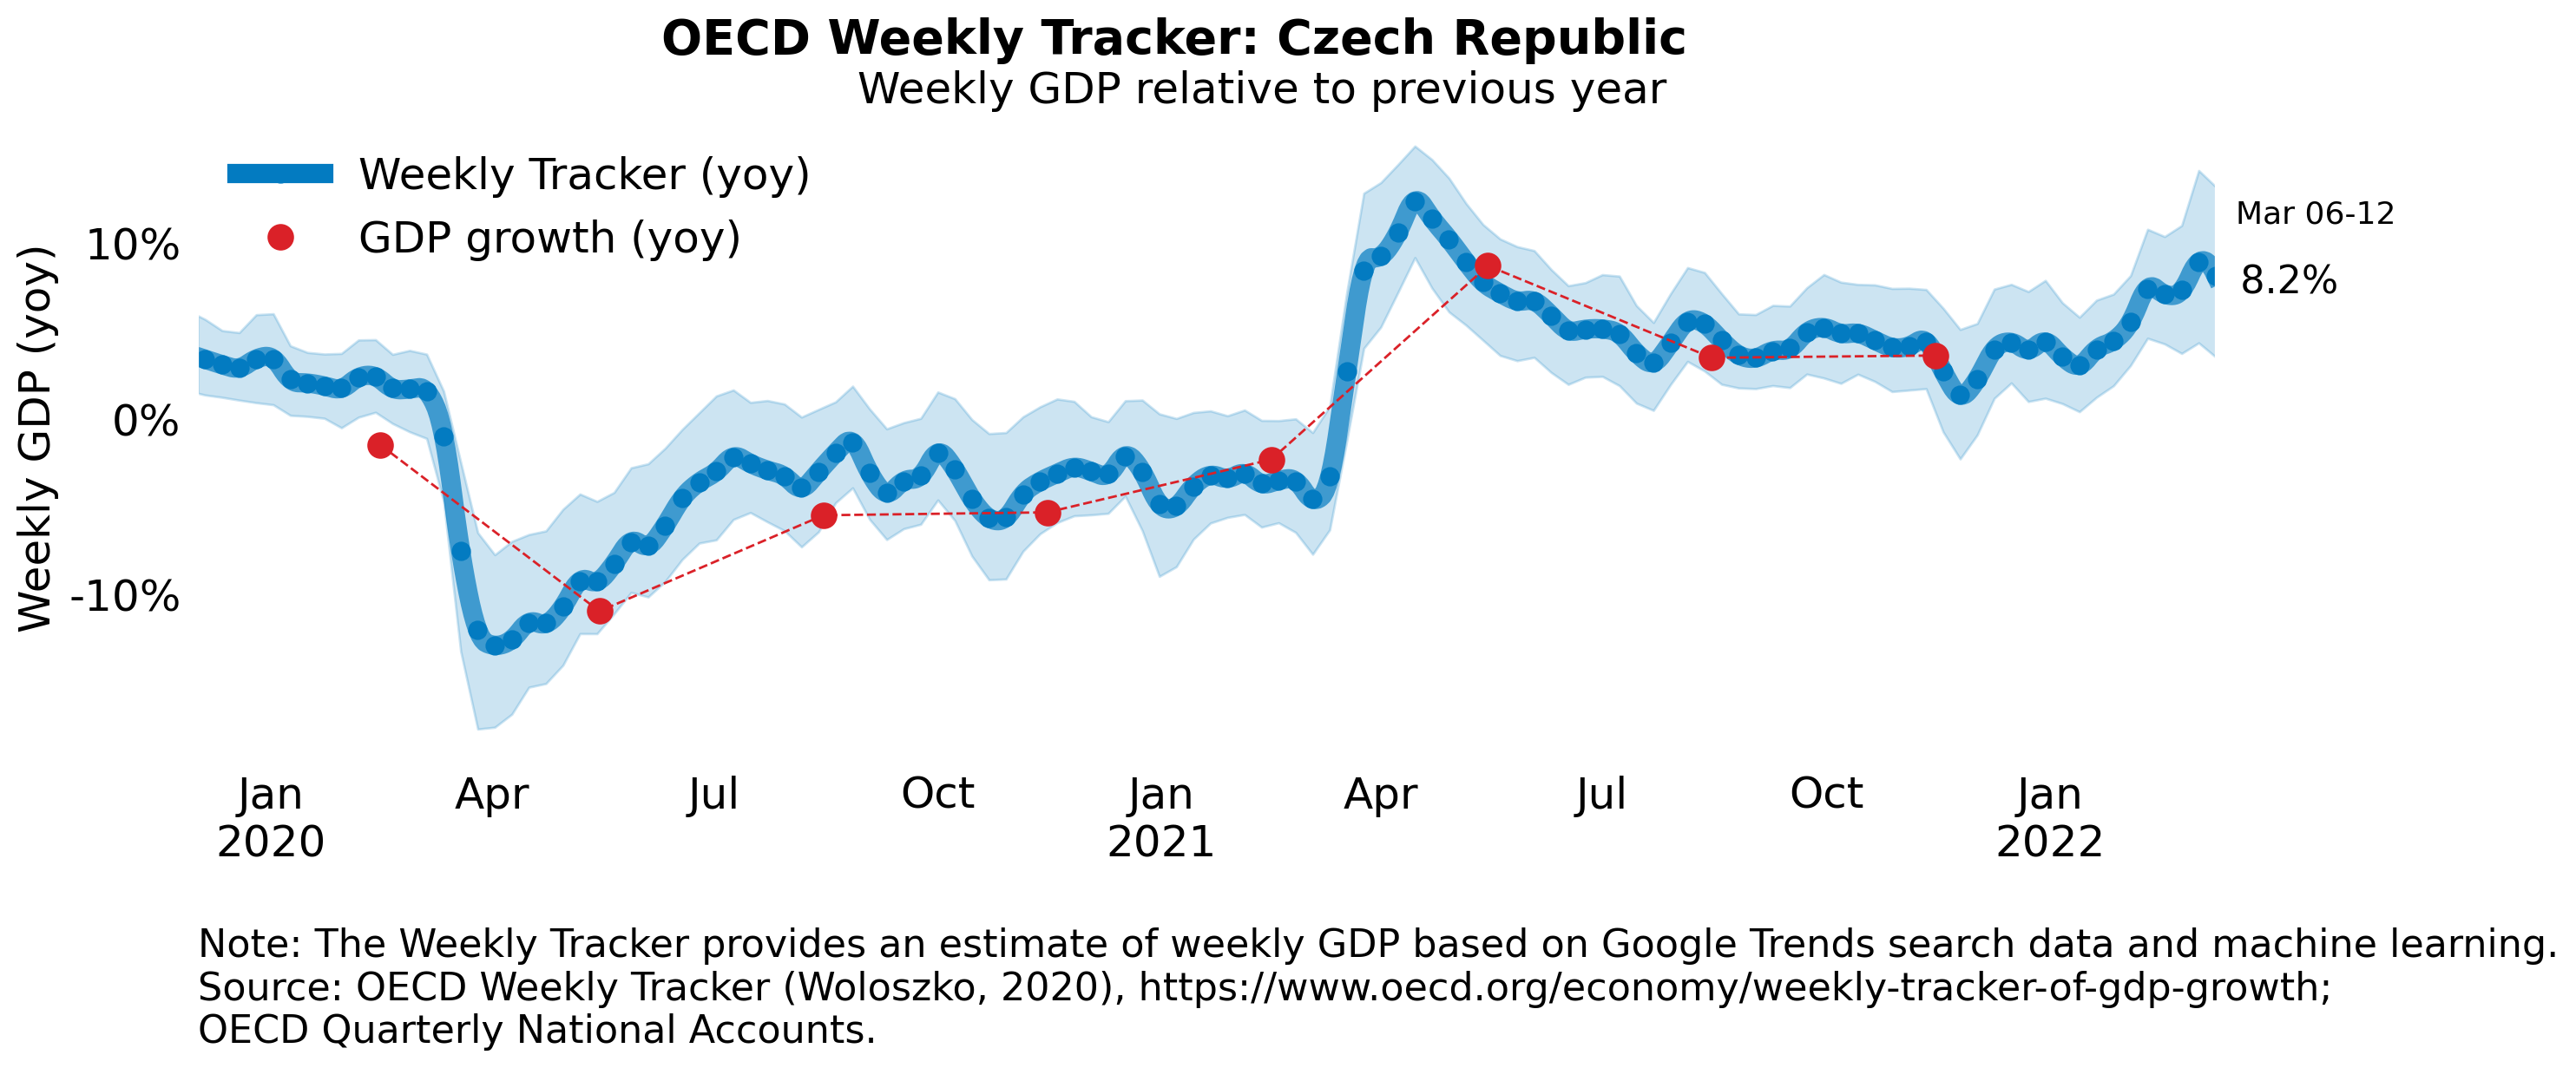 OECD Weekly Tracker: Czech Republic
Weekly GDP relative to previous year
Weekly Tracker (yoy)
GDP growth (yoy)
Weekly GDP (yoy)
10%
0%
-10%
Mar 06-12
8.2%
Jan Apr Jul Oct Jan Apr Jul Oct Jan
2020 2021 2022
Note: The Weekly Tracker provides an estimate of weekly GDP based on Google Trends search data and machine learning.
Source: OECD Weekly Tracker (Woloszko, 2020), https://www.oecd.org/economy/weekly-tracker-of-gdp-growth;
OECD Quarterly National Accounts.